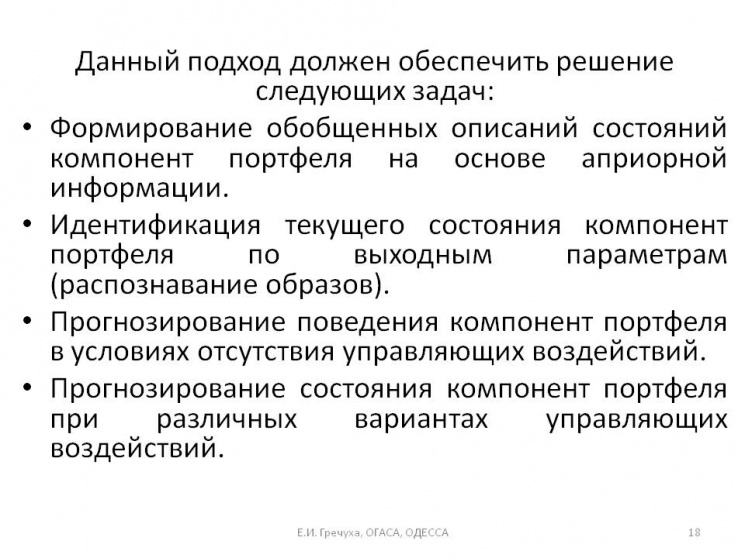 Данный подход должен обеспечить решение
следующих задач:
• Формирование обобщенных описаний состояний
компонент портфеля на основе априорной
информации.
• Идентификация текущего состояния компонент
портфеля по выходным параметрам
(распознавание образов).
• Прогнозирование поведения компонент портфеля
в условиях отсутствия управляющих воздействий.
• Прогнозирование состояния компонент портфеля
при различных вариантах управляющих
воздействий.
Е.И. Гречуха, ОГАСА, ОДЕССА
18